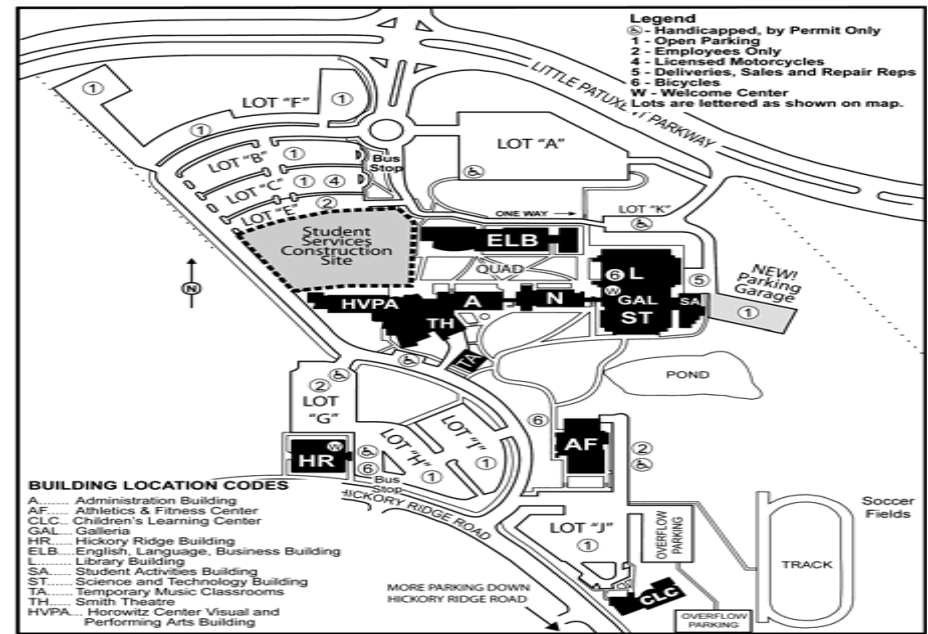 Legend
♿ - Handicapped, by Permit Only
1 - Open Parking
2 - Employees Only
4 - Licensed Motorcycles
5 - Deliveries, Sales and Repair Reps
6 - Bicycles
W - Welcome Center
Lots are lettered as shown on map.
LITTLE PATUXENT PARKWAY
1
LOT "F"
1
1
LOT "A"
LOT "B"
1
Bus
Stop
LOT "C"
1 4
LOT "E"
2
ONE WAY
LOT "K"
Student
Services
Construction
Site
ELB
QUAD
6 L
5
NEW!
Parking
Garage
1
N
W
GAL
SA
ST
HVPA
A
N
TH
TA
POND
2
LOT
"G"
6
AF
2
LOT "H"
LOT "I"
1
1
HR
W
6
Bus
Stop
HICKORY RIDGE ROAD
LOT "J"
1
OVERFLOW
PARKING
Soccer
Fields
TRACK
CLC
OVERFLOW
PARKING
MORE PARKING DOWN
HICKORY RIDGE ROAD
BUILDING LOCATION CODES
A....... Administration Building
AF..... Athletics & Fitness Center
CLC.. Children's Learning Center
GAL.... Galleria
HR..... Hickory Ridge Building
ELB....English, Language, Business Building
L........ Library Building
SA..... Student Activities Building
ST..... Science and Technology Building
TA..... Temporary Music Classrooms
TH..... Smith Theatre
HVPA.... Horowitz Center Visual and
Performing Arts Building